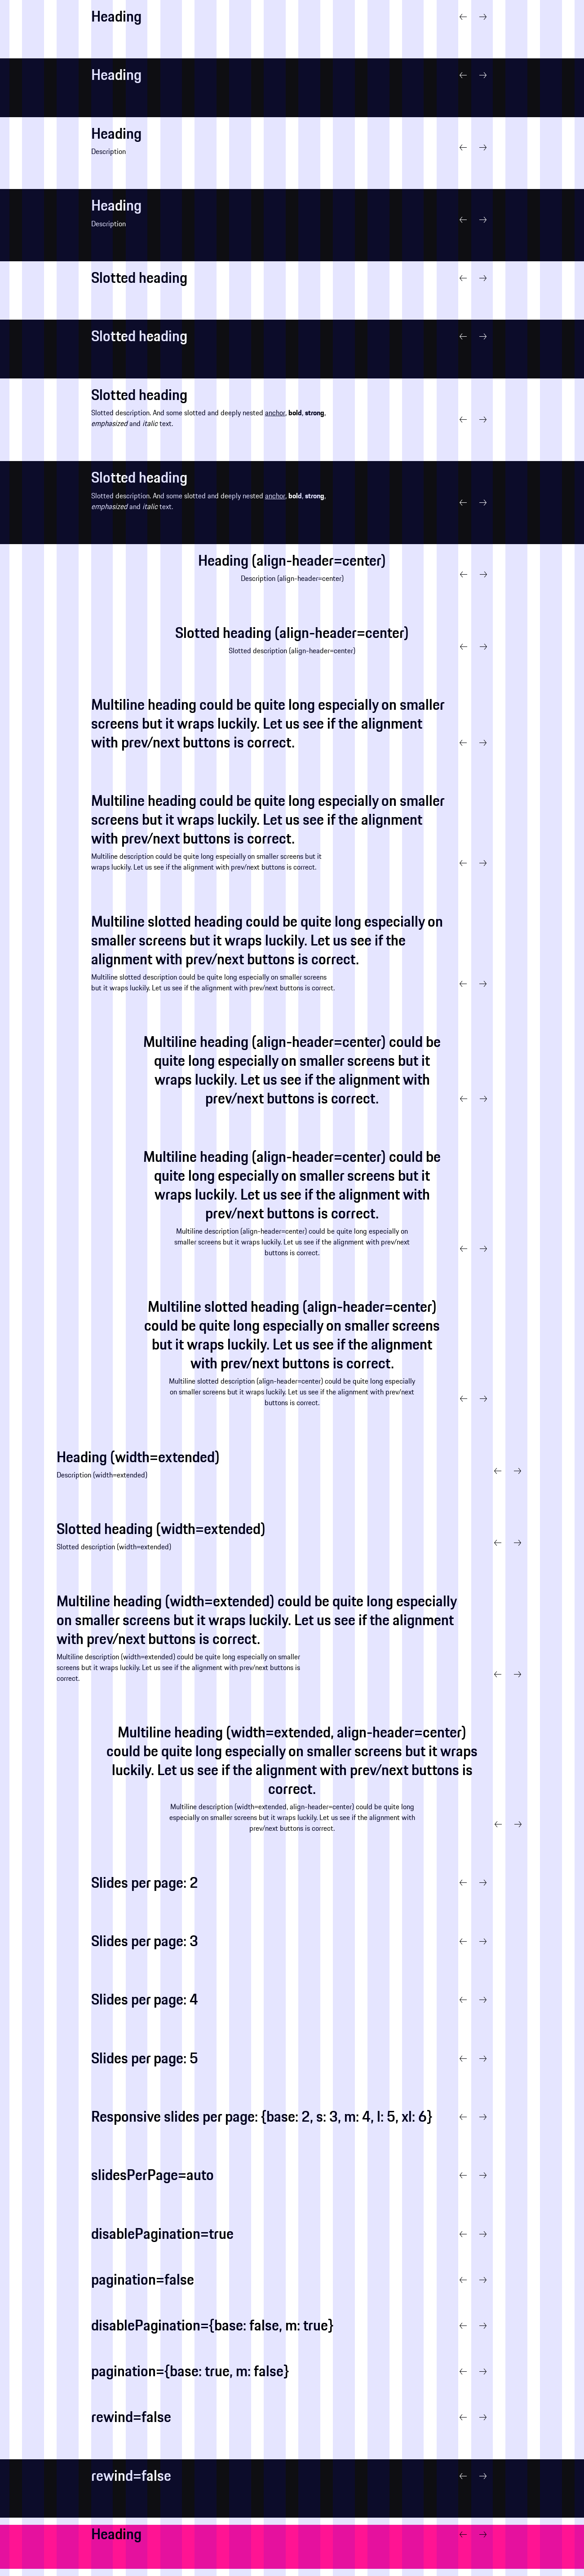 Heading
Heading
Heading
Description
Heading
Description
Slotted heading
Slotted heading
Slotted heading
Slotted description. And some slotted and deeply nested anchor, bold, strong,
emphasized and italic text.
Slotted heading
Slotted description. And some slotted and deeply nested anchor, bold, strong,
emphasized and italic text.
Heading (align-header=center)
Description (align-header=center)
Slotted heading (align-header=center)
Slotted description (align-header=center)
Multiline heading could be quite long especially on smaller
screens but it wraps luckily. Let us see if the alignment
with prev/next buttons is correct.
Multiline heading could be quite long especially on smaller
screens but it wraps luckily. Let us see if the alignment
with prev/next buttons is correct.
Multiline description could be quite long especially on smaller screens but it
wraps luckily. Let us see if the alignment with prev/next buttons is correct.
Multiline slotted heading could be quite long especially on
smaller screens but it wraps luckily. Let us see if the
alignment with prev/next buttons is correct.
Multiline slotted description could be quite long especially on smaller screens
but it wraps luckily. Let us see if the alignment with prev/next buttons is correct.
Multiline heading (align-header=center) could be
quite long especially on smaller screens but it
wraps luckily. Let us see if the alignment with
prev/next buttons is correct.
Multiline heading (align-header=center) could be
quite long especially on smaller screens but it
wraps luckily. Let us see if the alignment with
prev/next buttons is correct.
Multiline description (align-header=center) could be quite long especially on
smaller screens but it wraps luckily. Let us see if the alignment with prev/next
buttons is correct.
Multiline slotted heading (align-header=center)
could be quite long especially on smaller screens
but it wraps luckily. Let us see if the alignment
with prev/next buttons is correct.
Multiline slotted description (align-header=center) could be quite long especially
on smaller screens but it wraps luckily. Let us see if the alignment with prev/next
buttons is correct.
Heading (width=extended)
Description (width=extended)
Slotted heading (width=extended)
Slotted description (width=extended)
Multiline heading (width=extended) could be quite long especially
on smaller screens but it wraps luckily. Let us see if the alignment
with prev/next buttons is correct.
Multiline description (width=extended) could be quite long especially on smaller
screens but it wraps luckily. Let us see if the alignment with prev/next buttons is
correct.
Multiline heading (width=extended, align-header=center)
could be quite long especially on smaller screens but it wraps
luckily. Let us see if the alignment with prev/next buttons is
correct.
Multiline description (width=extended, align-header=center) could be quite long
especially on smaller screens but it wraps luckily. Let us see if the alignment with
prev/next buttons is correct.
Slides per page: 2
Slides per page: 3
Slides per page: 4
Slides per page: 5
Responsive slides per page: {base: 2, s: 3, m: 4, l: 5, xl: 6}
slidesPerPage=auto
disablePagination=true
pagination=false
disablePagination={base: false, m: true}
pagination={base: true, m: false}
rewind=false
rewind=false
Heading